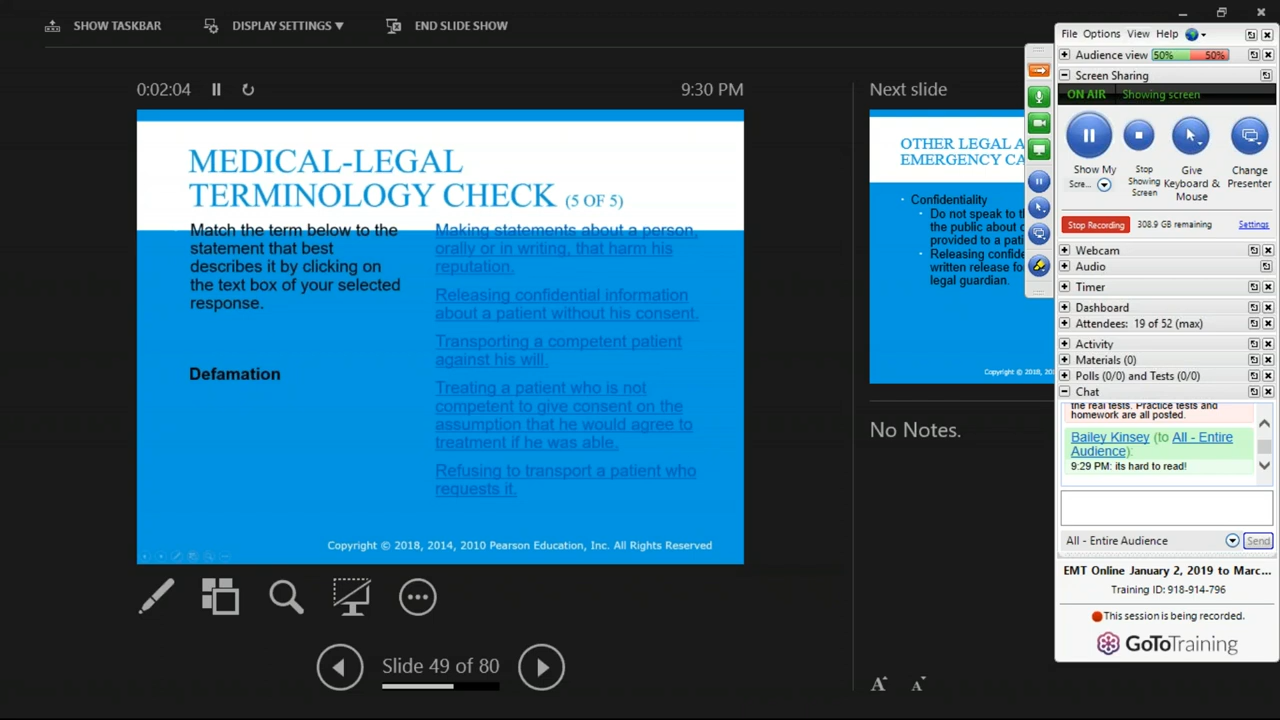 SHOW TASKBAR
DISPLAY SETTINGS ▼
END SLIDE SHOW
0:02:04
9:30 PM
MEDICAL-LEGAL
TERMINOLOGY CHECK (5 OF 5)
Match the term below to the
statement that best
describes it by clicking on
the text box of your selected
response.
Defamation
Making statements about a person,
orally or in writing, that harm his
reputation.
Releasing confidential information
about a patient without his consent.
Transporting a competent patient
against his will.
Treating a patient who is not
competent to give consent on the
assumption that he would agree to
treatment if he was able.
Refusing to transport a patient who
requests it.
Copyright © 2018, 2014, 2010 Pearson Education, Inc. All Rights Reserved
Slide 49 of 80
Next slide
OTHER LEGAL A
EMERGENCY CA
• Confidentiality
• Do not speak to th
the public about c
provided to a pati
• Releasing confide
written release fo
legal guardian.
Copyright © 2018, 20
No Notes.
A A
File Options View Help
Audience view 50% 50%
Screen Sharing
ON AIR Showing screen
Show My
Scre...
Stop
Showing
Screen
Give
Keyboard &
Mouse
Change
Presenter
Stop Recording 308.9 GB remaining Settings
Webcam
Audio
Timer
Dashboard
Attendees: 19 of 52 (max)
Activity
Materials (0)
Polls (0/0) and Tests (0/0)
Chat
the real tests. Practice tests and
homework are all posted.
Bailey Kinsey (to All - Entire
Audience):
9:29 PM: its hard to read!
All - Entire Audience
Send
EMT Online January 2, 2019 to Marc...
Training ID: 918-914-796
This session is being recorded.
GoToTraining